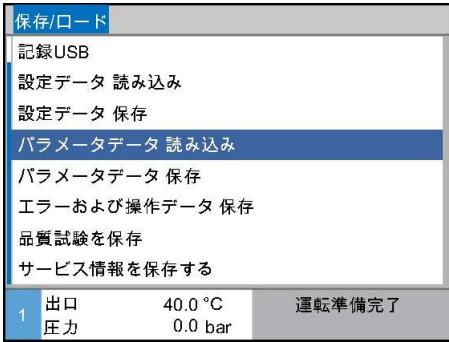 保存/ロード
記録USB
設定データ 読み込み
設定データ 保存
パラメータデータ 読み込み
パラメータデータ 保存
エラーおよび操作データ 保存
品質試験を保存
サービス情報を保存する
1 出口 40.0 °C 運転準備完了
圧力 0.0 bar